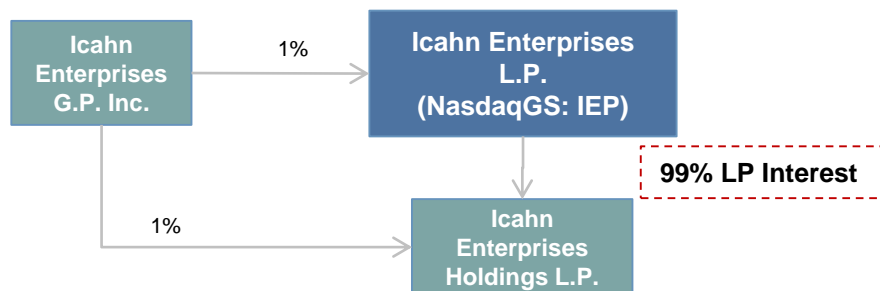 Icahn
Enterprises
G.P. Inc.
1%
Icahn Enterprises
L.P.
(NasdaqGS: IEP)
99% LP Interest
1%
Icahn
Enterprises
Holdings L.P.